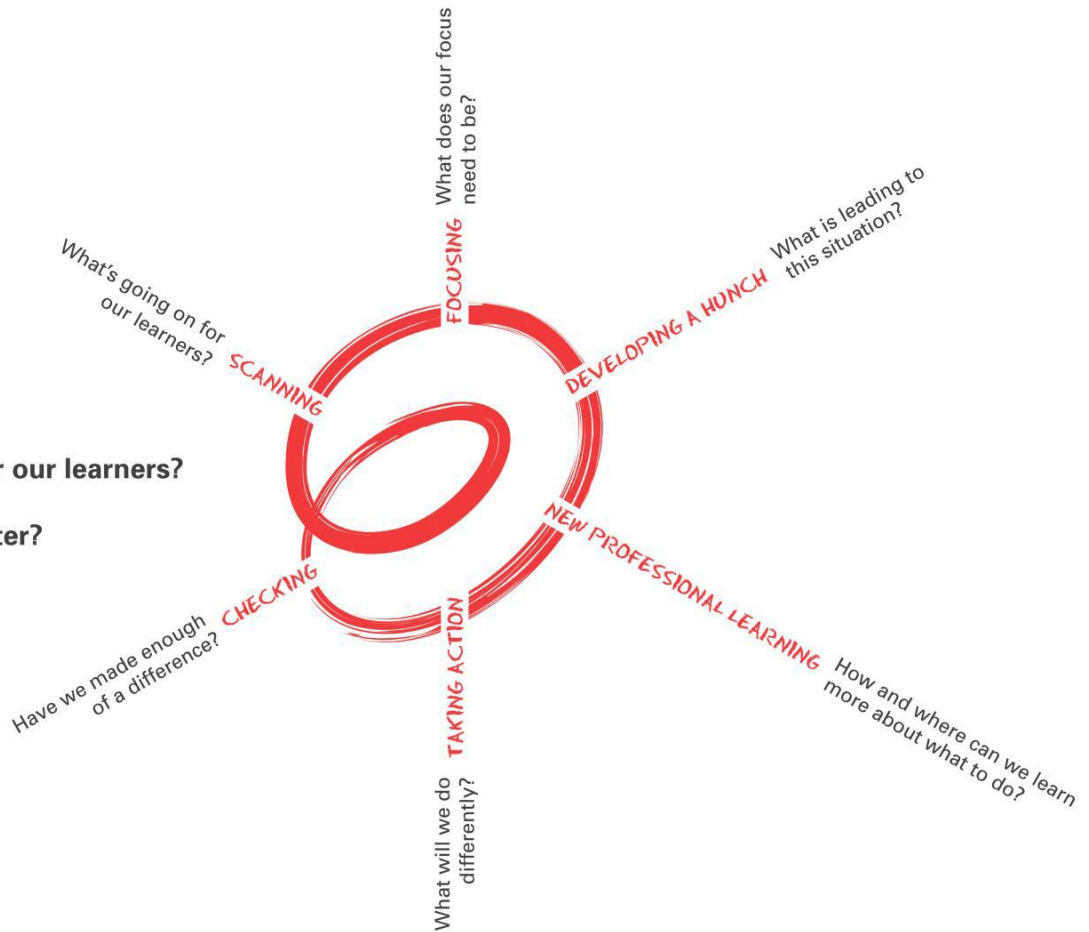 What does our focus
need to be?
FOCUSING
What is leading to
this situation?
DEVELOPING A HUNCH
What's going on for
our learners?
SCANNING
our learners?
NEW PROFESSIONAL LEARNING
How and where can we learn
more about what to do?
CHECKING
Have we made enough
of a difference?
TAKING ACTION
What will we do
differently?